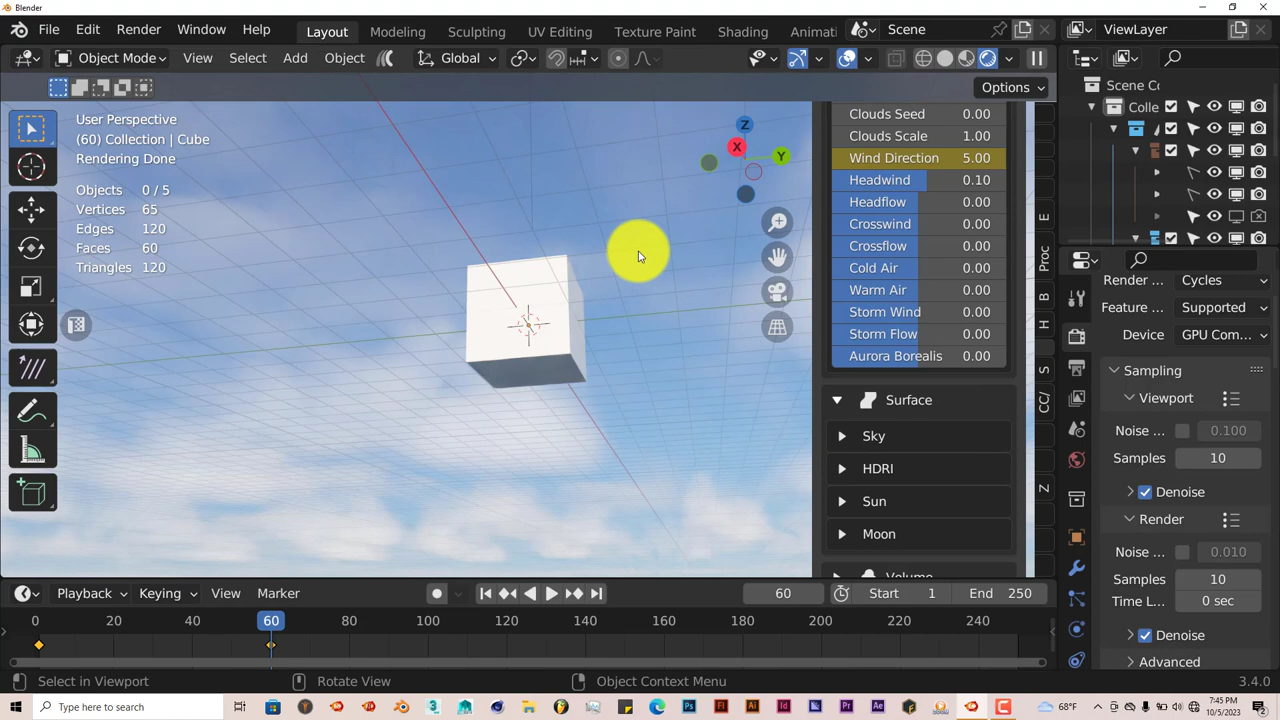 Blender
File Edit Render Window Help Layout Modeling Sculpting UV Editing Texture Paint Shading Animati Scene ViewLayer
Object Mode View Select Add Object Global
Options
User Perspective
(60) Collection | Cube
Rendering Done
Objects 0 / 5
Vertices 65
Edges 120
Faces 60
Triangles 120
Z
X
Y
Clouds Seed 0.00
Clouds Scale 1.00
Wind Direction 5.00
Headwind 0.10
Headflow 0.00
Crosswind 0.00
Crossflow 0.00
Cold Air 0.00
Warm Air 0.00
Storm Wind 0.00
Storm Flow 0.00
Aurora Borealis 0.00
Surface
Sky
HDRI
Sun
Moon
Volume
E
Proc
B
H
S
CC/
Z
Scene Cc
Colle
Render ... Cycles
Feature ... Supported
Device GPU Com...
Sampling
Viewport
Noise ... 0.100
Samples 10
Denoise
Render
Noise ... 0.010
Samples 10
Time L... 0 sec
Denoise
Advanced
Playback Keying View Marker 60 Start 1 End 250
0 20 40 60 80 100 120 140 160 180 200 220 240
Select in Viewport Rotate View Object Context Menu 3.4.0
Type here to search 68°F 7:45 PM
10/5/2023